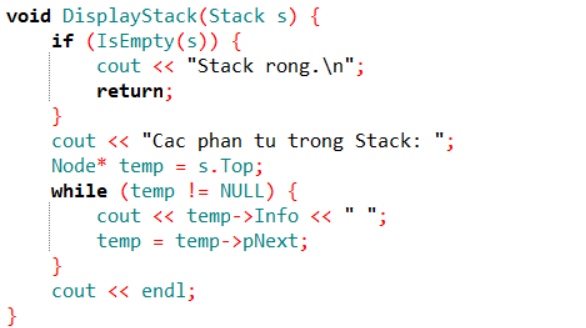 void DisplayStack(Stack s) {
    if (IsEmpty(s)) {
        cout << "Stack rong.\n";
        return;
    }
    cout << "Cac phan tu trong Stack: ";
    Node* temp = s.Top;
    while (temp != NULL) {
        cout << temp->Info << " ";
        temp = temp->pNext;
    }
    cout << endl;
}